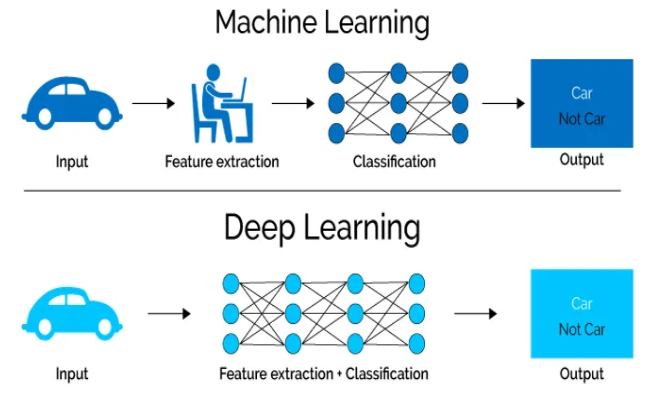 Machine Learning
Car
Not Car
Input
Feature extraction
Classification
Output
Deep Learning
Car
Not Car
Input
Feature extraction + Classification
Output